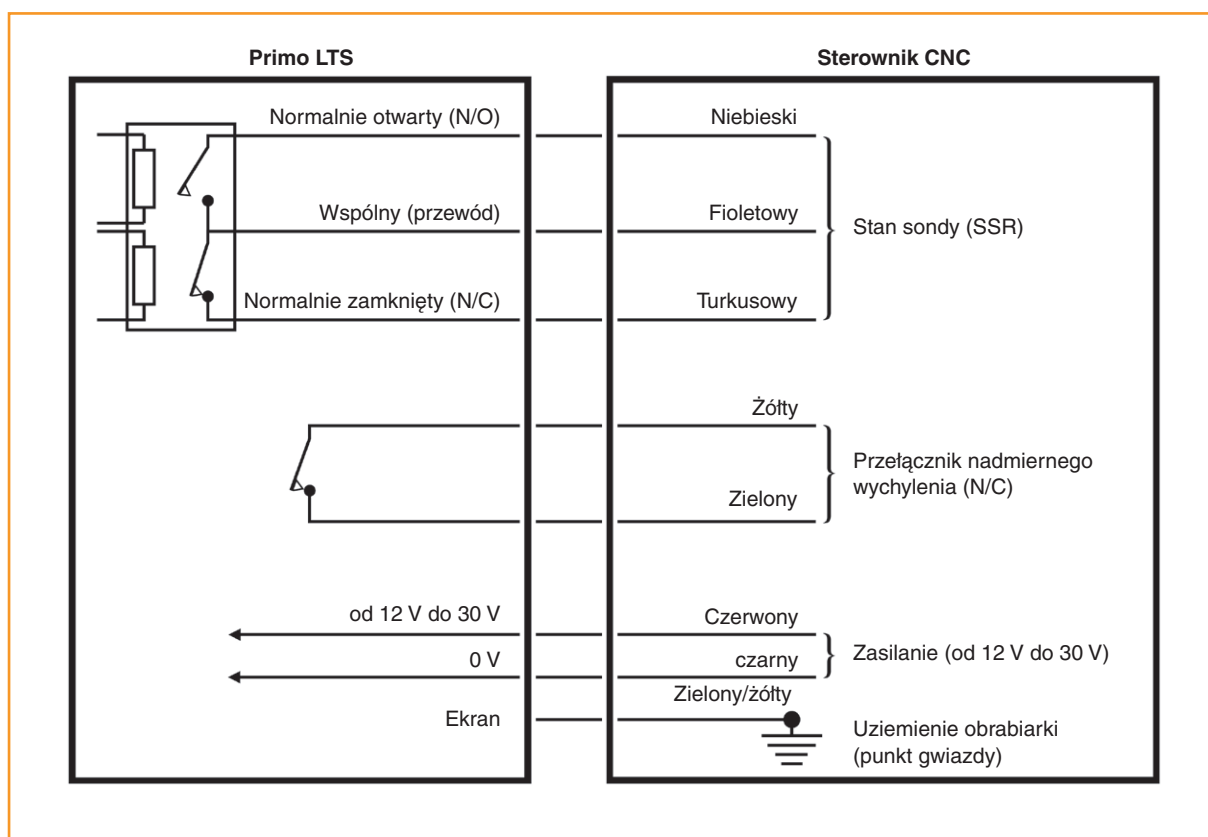 Primo LTS
Sterownik CNC
Normalnie otwarty (N/O)
Niebieski
Wspólny (przewód)
Fioletowy
Stan sondy (SSR)
Normalnie zamknięty (N/C)
Turkusowy
Żółty
Przełącznik nadmiernego
wychylenia (N/C)
Zielony
od 12 V do 30 V
Czerwony
0 V
czarny
Zasilanie (od 12 V do 30 V)
Zielony/żółty
Ekran
Uziemienie obrabiarki
(punkt gwiazdy)